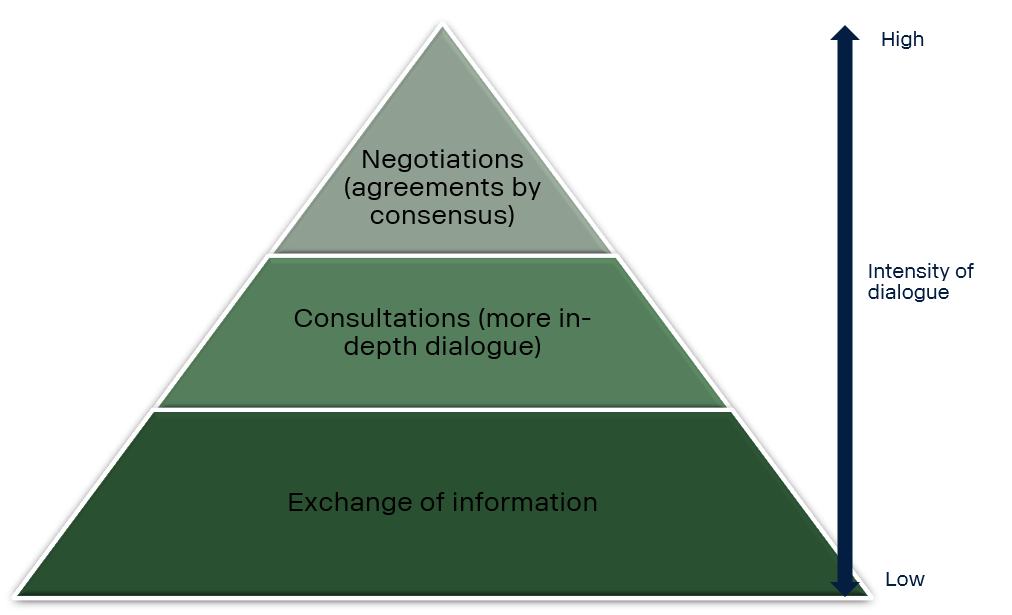 High
Negotiations
(agreements by
consensus)
Intensity of
dialogue
Consultations (more in-
depth dialogue)
Exchange of information
Low